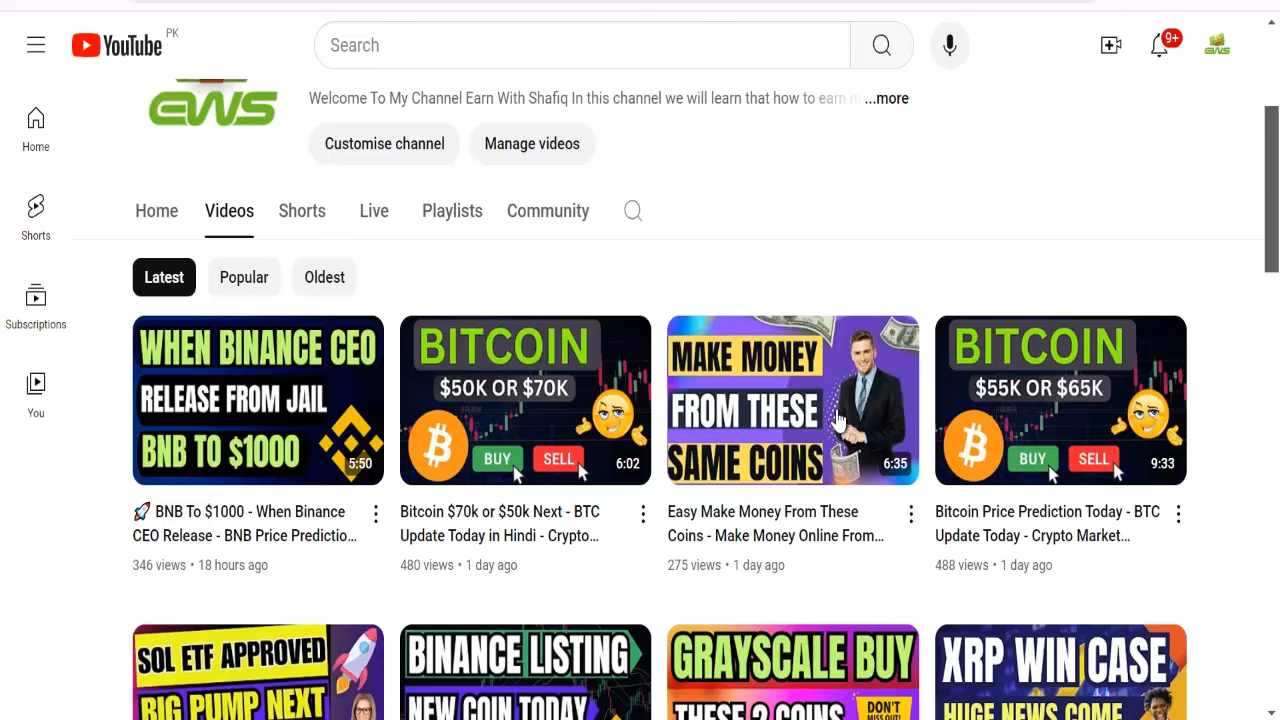 YouTube PK
Search
9+
EWS
EWS
Welcome To My Channel Earn With Shafiq In this channel we will learn that how to earn m ...more
Customise channel Manage videos
Home
Shorts
Subscriptions
You
Home Videos Shorts Live Playlists Community
Latest Popular Oldest
WHEN BINANCE CEO
RELEASE FROM JAIL
BNB TO $1000
5:50
BITCOIN
$50K OR $70K
BUY SELL
6:02
MAKE MONEY
FROM THESE
SAME COINS
6:35
BITCOIN
$55K OR $65K
BUY SELL
9:33
🚀 BNB To $1000 - When Binance
CEO Release - BNB Price Predictio...
346 views • 18 hours ago
Bitcoin $70k or $50k Next - BTC
Update Today in Hindi - Crypto...
480 views • 1 day ago
Easy Make Money From These
Coins - Make Money Online From...
275 views • 1 day ago
Bitcoin Price Prediction Today - BTC
Update Today - Crypto Market...
488 views • 1 day ago
SOL ETF APPROVED
BIG PUMP NEXT
BINANCE LISTING
NEW COIN TODAY
GRAYSCALE BUY
THESE 2 COINS
DON'T
MISS OUT!
XRP WIN CASE
HUGE NEWS COME